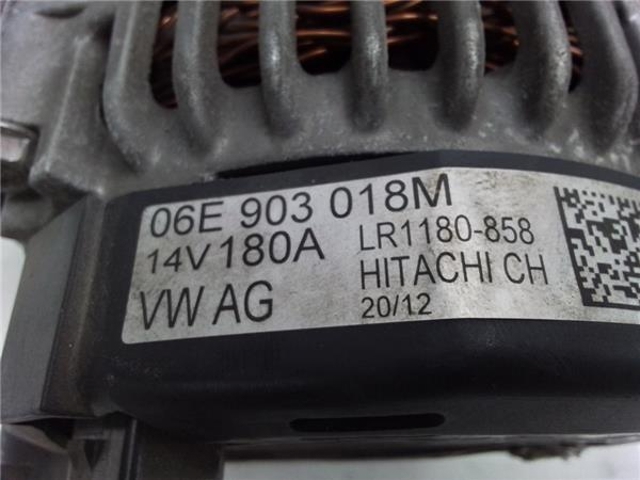 06E 903 018M
14V 180A LR1180-858
VW AG HITACHI CH
20/12